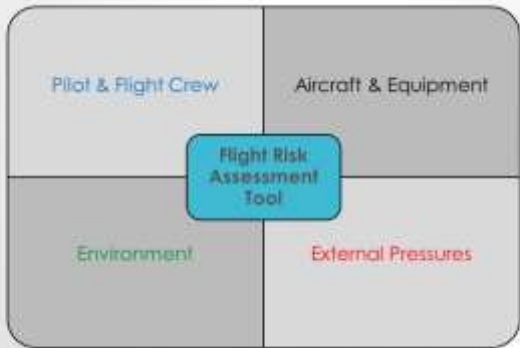 Pilot & Flight Crew
Aircraft & Equipment
Flight Risk
Assessment
Tool
Environment
External Pressures